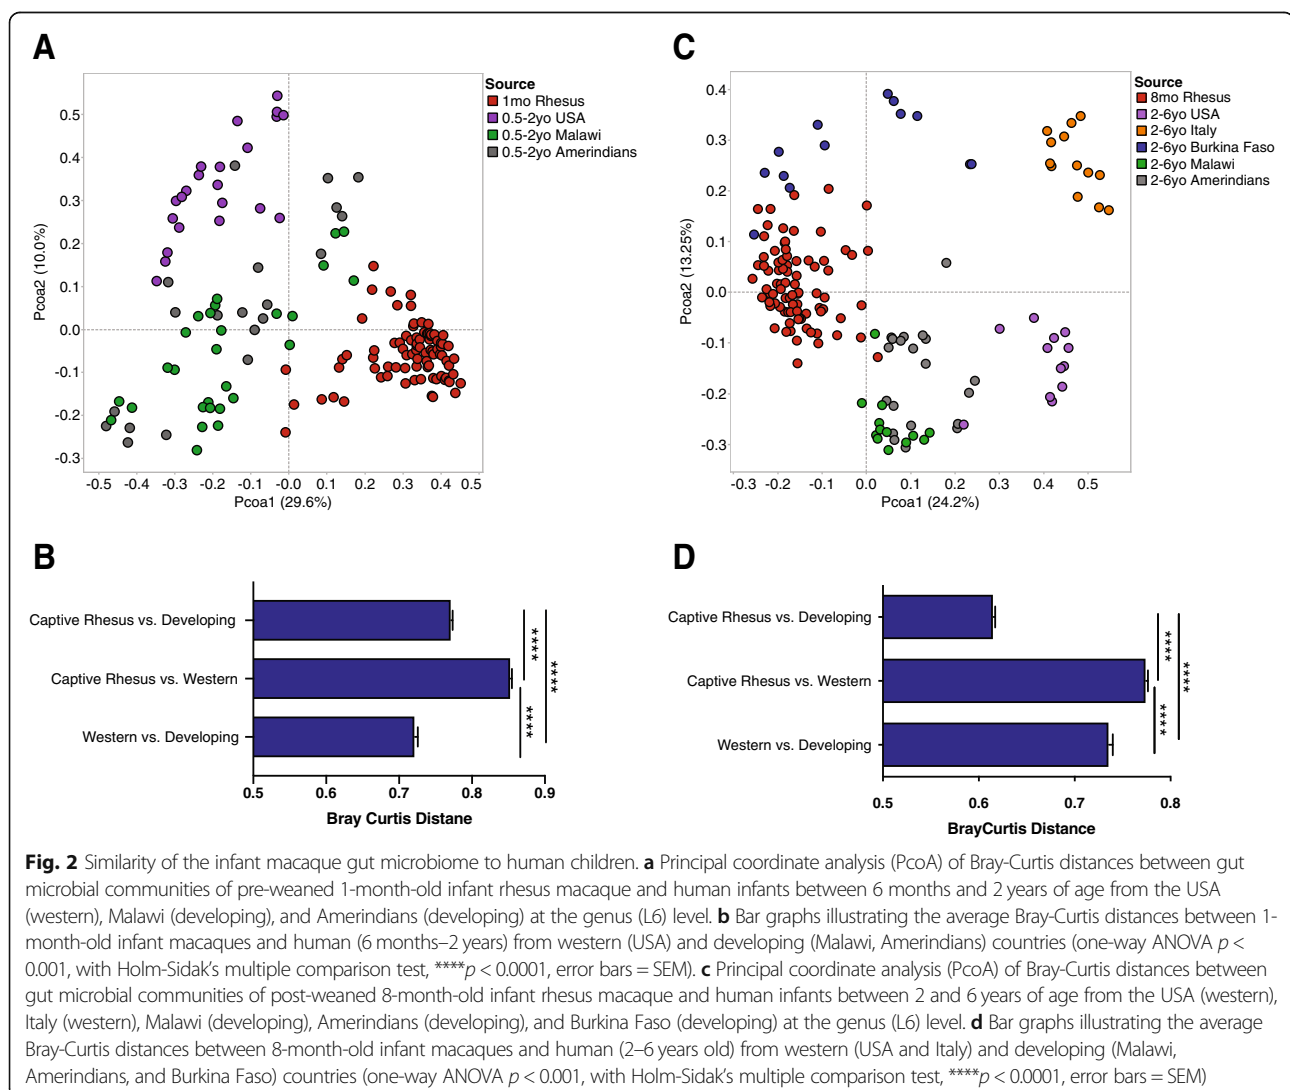 A
Source
1mo Rhesus
0.5-2yo USA
0.5-2yo Malawi
0.5-2yo Amerindians
Pcoa2 (10.0%)
0.5
0.4
0.3
0.2
0.1
0.0
-0.1
-0.2
-0.3
-0.5 -0.4 -0.3 -0.2 -0.1 0.0 0.1 0.2 0.3 0.4 0.5
Pcoa1 (29.6%)
C
Source
8mo Rhesus
2-6yo USA
2-6yo Italy
2-6yo Burkina Faso
2-6yo Malawi
2-6yo Amerindians
Pcoa2 (13.25%)
0.4
0.3
0.2
0.1
0.0
-0.1
-0.2
-0.3
-0.3 -0.2 -0.1 0.0 0.1 0.2 0.3 0.4 0.5
Pcoa1 (24.2%)
B
Captive Rhesus vs. Developing
Captive Rhesus vs. Western
Western vs. Developing
****
****
****
0.5 0.6 0.7 0.8 0.9
Bray Curtis Distane
D
Captive Rhesus vs. Developing
Captive Rhesus vs. Western
Western vs. Developing
****
****
****
0.5 0.6 0.7 0.8
BrayCurtis Distance
Fig. 2 Similarity of the infant macaque gut microbiome to human children. a Principal coordinate analysis (PcoA) of Bray-Curtis distances between gut
microbial communities of pre-weaned 1-month-old infant rhesus macaque and human infants between 6 months and 2 years of age from the USA
(western), Malawi (developing), and Amerindians (developing) at the genus (L6) level. b Bar graphs illustrating the average Bray-Curtis distances between 1-
month-old infant macaques and human (6 months–2 years) from western (USA) and developing (Malawi, Amerindians) countries (one-way ANOVA p <
0.001, with Holm-Sidak's multiple comparison test, ****p < 0.0001, error bars = SEM). c Principal coordinate analysis (PcoA) of Bray-Curtis distances between
gut microbial communities of post-weaned 8-month-old infant rhesus macaque and human infants between 2 and 6 years of age from the USA (western),
Italy (western), Malawi (developing), Amerindians (developing), and Burkina Faso (developing) at the genus (L6) level. d Bar graphs illustrating the average
Bray-Curtis distances between 8-month-old infant macaques and human (2–6 years old) from western (USA and Italy) and developing (Malawi,
Amerindians, and Burkina Faso) countries (one-way ANOVA p < 0.001, with Holm-Sidak's multiple comparison test, ****p < 0.0001, error bars = SEM)